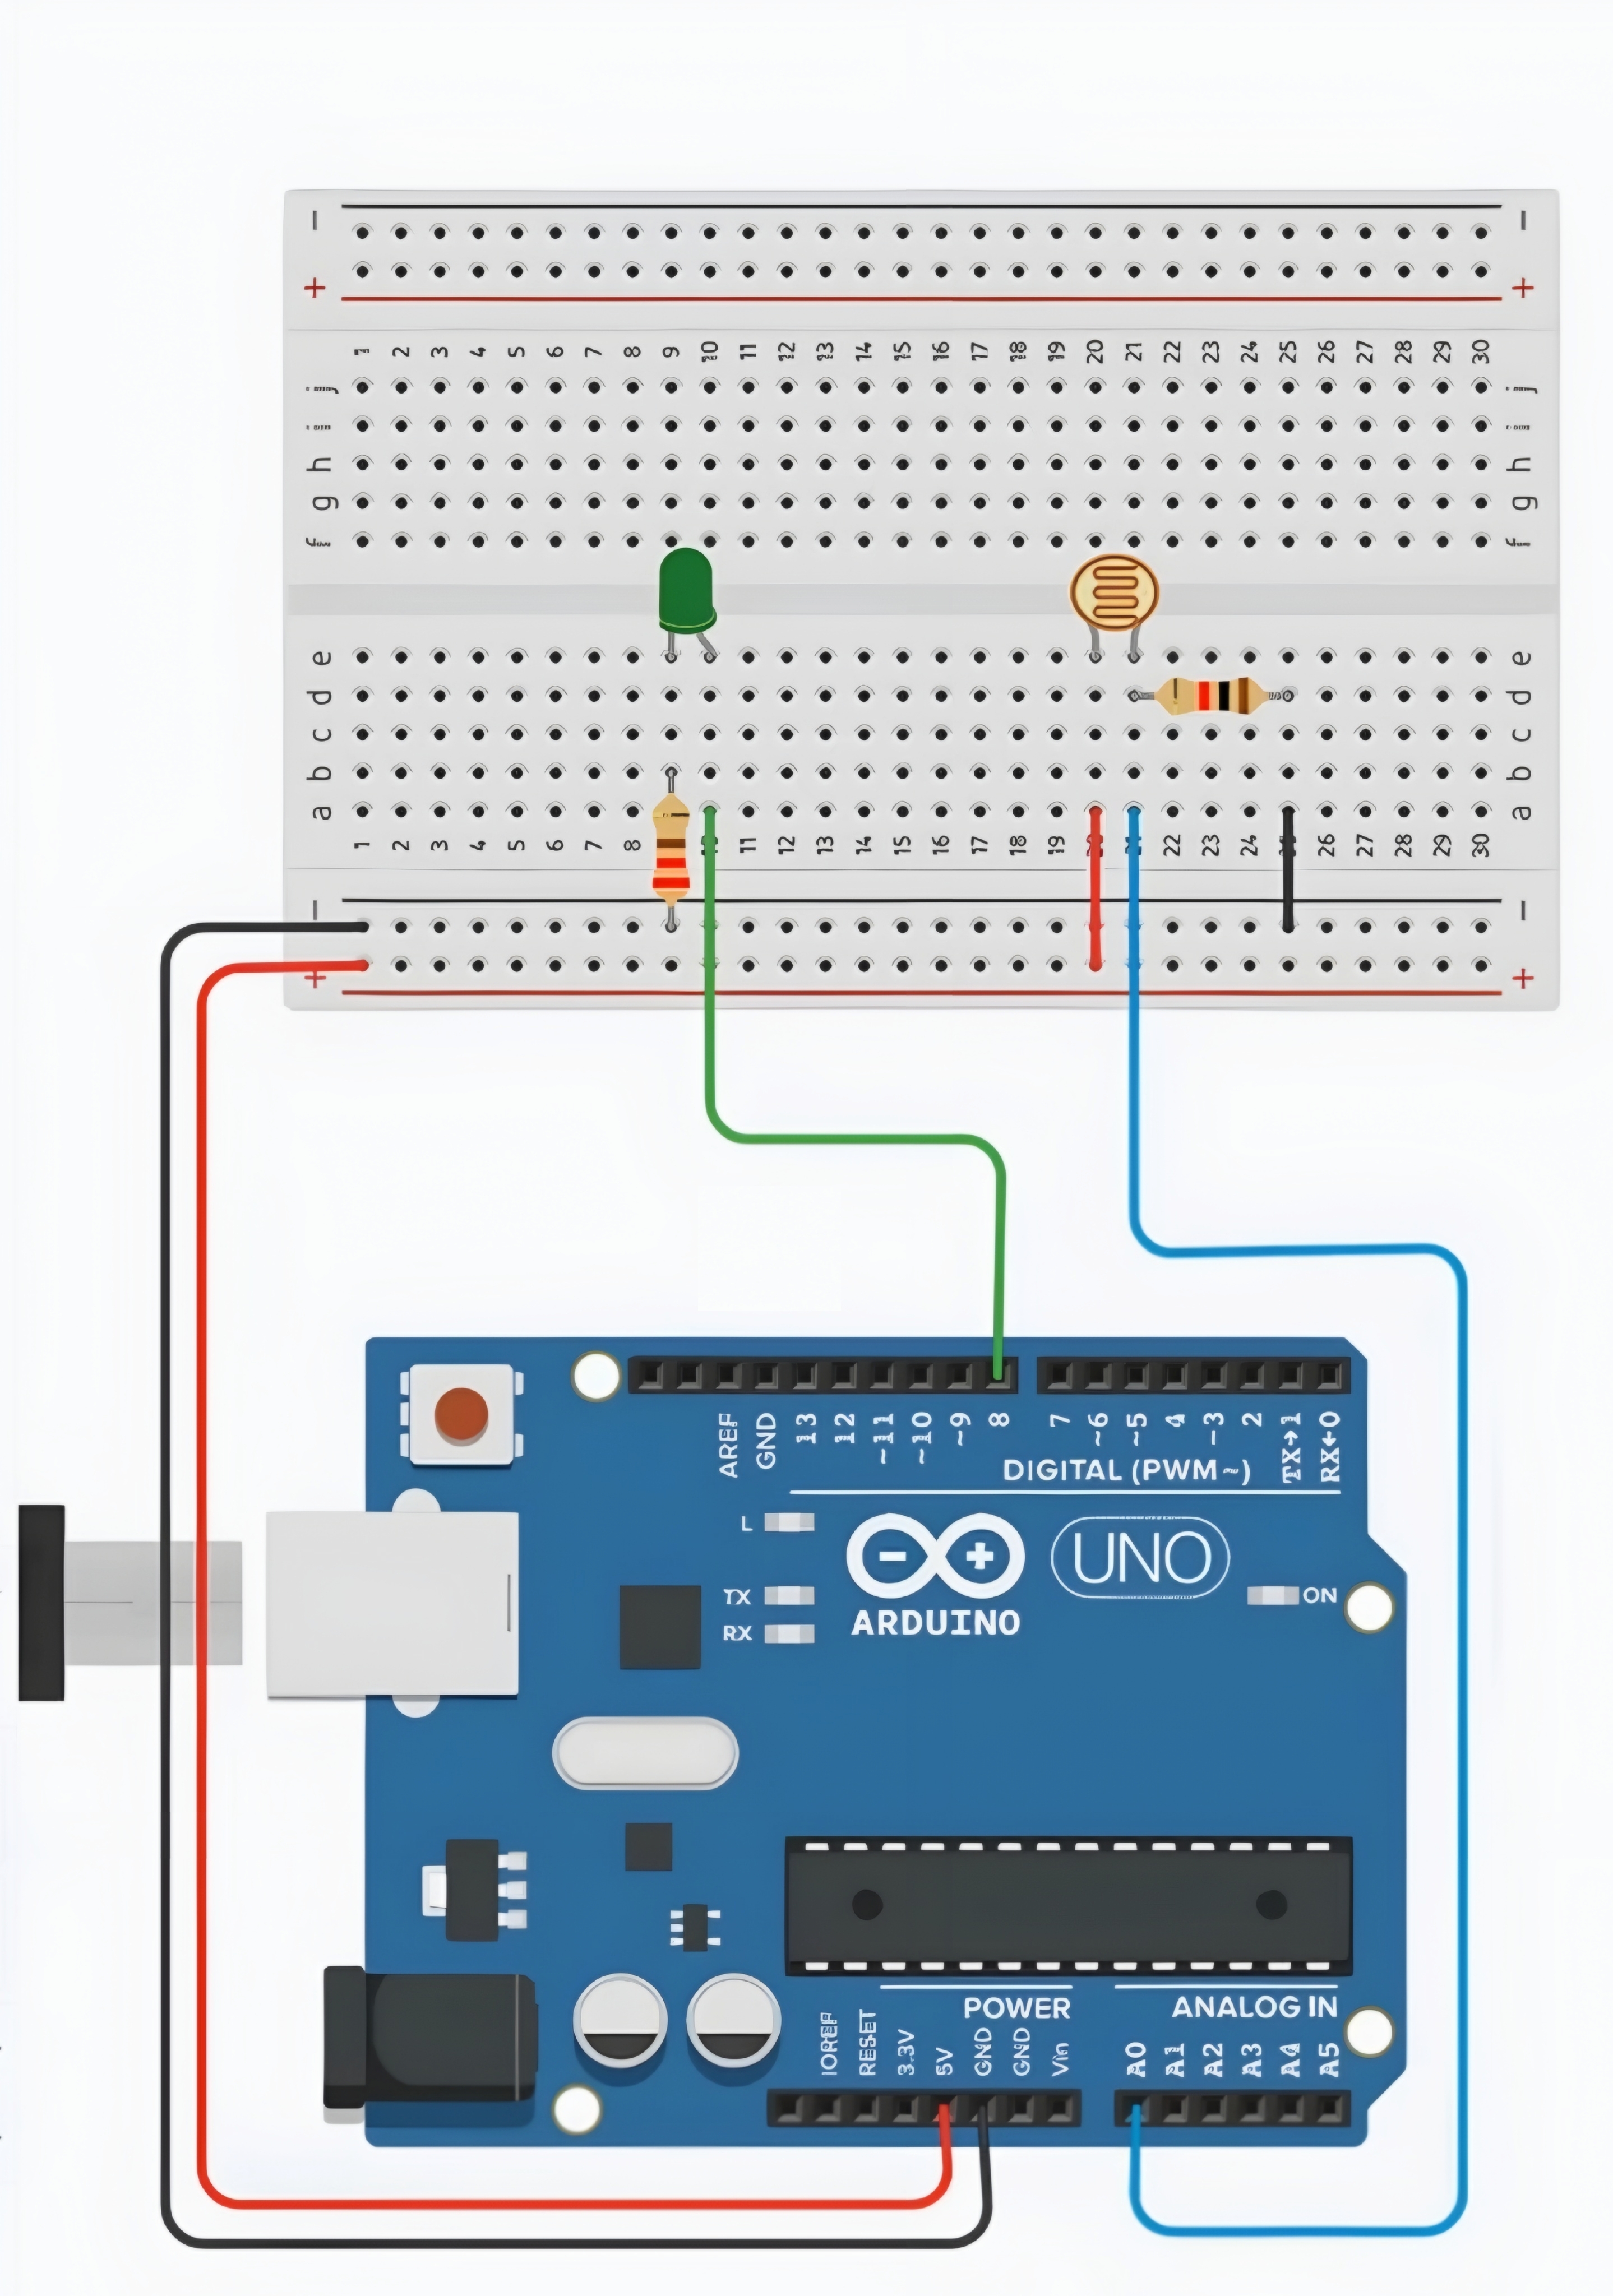 − −
+ +
1 2 3 4 5 6 7 8 9 10 11 12 13 14 15 16 17 18 19 20 21 22 23 24 25 26 27 28 29 30
j j
i i
h h
g g
f f
e e
d d
c c
b b
a a
1 2 3 4 5 6 7 8 11 12 13 14 15 16 17 18 19 22 23 24 26 27 28 29 30
− −
+ +
AREF GND 13 12 ~11 ~10 ~9 8 7 ~6 ~5 4 ~3 2 TX→1 RX←0
DIGITAL (PWM~)
L
UNO
TX
ON
RX
ARDUINO
POWER
ANALOG IN
IOREF RESET 3.3V 5V GND GND Vin A0 A1 A2 A3 A4 A5